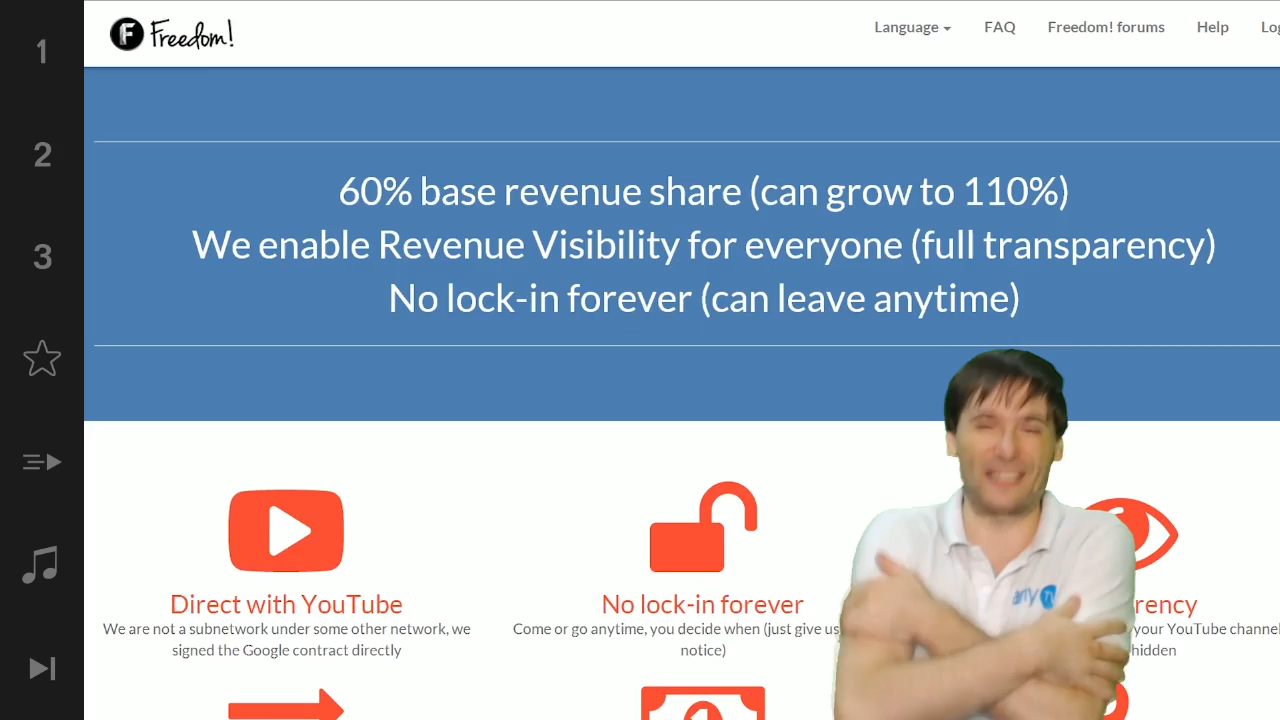 1
2
3
F Freedom!
Language
FAQ
Freedom! forums
Help
60% base revenue share (can grow to 110%)
We enable Revenue Visibility for everyone (full transparency)
No lock-in forever (can leave anytime)
Direct with YouTube
We are not a subnetwork under some other network, we
signed the Google contract directly
No lock-in forever
Come or go anytime, you decide when (just give us
notice)
your YouTube channel
hidden
any TV